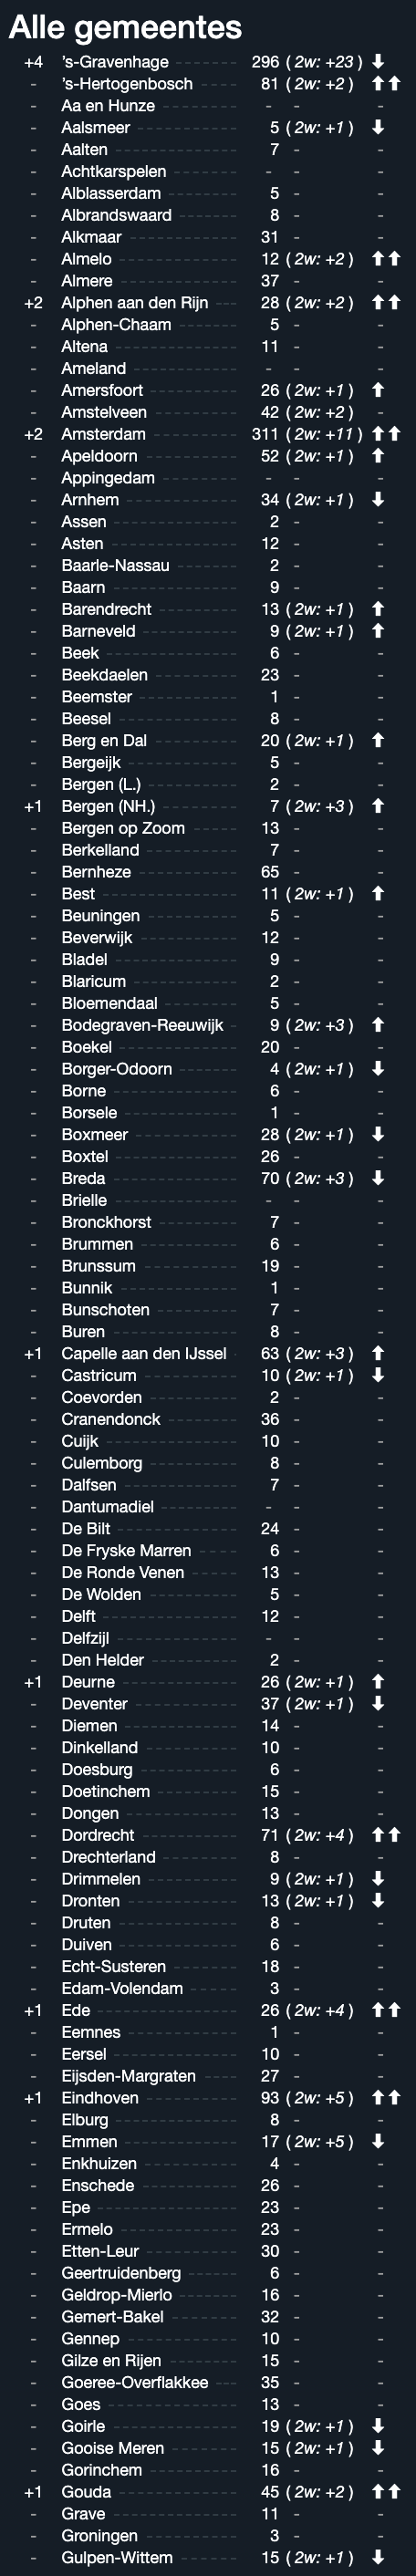 Alle gemeentes
+4 's-Gravenhage 296 ( 2w: +23 ) ⬇
- 's-Hertogenbosch 81 ( 2w: +2 ) ⬆⬆
- Aa en Hunze - - -
- Aalsmeer 5 ( 2w: +1 ) ⬇
- Aalten 7 - -
- Achtkarspelen - - -
- Alblasserdam 5 - -
- Albrandswaard 8 - -
- Alkmaar 31 - -
- Almelo 12 ( 2w: +2 ) ⬆⬆
- Almere 37 - -
+2 Alphen aan den Rijn 28 ( 2w: +2 ) ⬆⬆
- Alphen-Chaam 5 - -
- Altena 11 - -
- Ameland - - -
- Amersfoort 26 ( 2w: +1 ) ⬆
- Amstelveen 42 ( 2w: +2 ) -
+2 Amsterdam 311 ( 2w: +11 ) ⬆⬆
- Apeldoorn 52 ( 2w: +1 ) ⬆
- Appingedam - - -
- Arnhem 34 ( 2w: +1 ) ⬇
- Assen 2 - -
- Asten 12 - -
- Baarle-Nassau 2 - -
- Baarn 9 - -
- Barendrecht 13 ( 2w: +1 ) ⬆
- Barneveld 9 ( 2w: +1 ) ⬆
- Beek 6 - -
- Beekdaelen 23 - -
- Beemster 1 - -
- Beesel 8 - -
- Berg en Dal 20 ( 2w: +1 ) ⬆
- Bergeijk 5 - -
- Bergen (L.) 2 - -
+1 Bergen (NH.) 7 ( 2w: +3 ) ⬆
- Bergen op Zoom 13 - -
- Berkelland 7 - -
- Bernheze 65 - -
- Best 11 ( 2w: +1 ) ⬆
- Beuningen 5 - -
- Beverwijk 12 - -
- Bladel 9 - -
- Blaricum 2 - -
- Bloemendaal 5 - -
- Bodegraven-Reeuwijk 9 ( 2w: +3 ) ⬆
- Boekel 20 - -
- Borger-Odoorn 4 ( 2w: +1 ) ⬇
- Borne 6 - -
- Borsele 1 - -
- Boxmeer 28 ( 2w: +1 ) ⬇
- Boxtel 26 - -
- Breda 70 ( 2w: +3 ) ⬇
- Brielle - - -
- Bronckhorst 7 - -
- Brummen 6 - -
- Brunssum 19 - -
- Bunnik 1 - -
- Bunschoten 7 - -
- Buren 8 - -
+1 Capelle aan den IJssel 63 ( 2w: +3 ) ⬆
- Castricum 10 ( 2w: +1 ) ⬇
- Coevorden 2 - -
- Cranendonck 36 - -
- Cuijk 10 - -
- Culemborg 8 - -
- Dalfsen 7 - -
- Dantumadiel - - -
- De Bilt 24 - -
- De Fryske Marren 6 - -
- De Ronde Venen 13 - -
- De Wolden 5 - -
- Delft 12 - -
- Delfzijl - - -
- Den Helder 2 - -
+1 Deurne 26 ( 2w: +1 ) ⬆
- Deventer 37 ( 2w: +1 ) ⬇
- Diemen 14 - -
- Dinkelland 10 - -
- Doesburg 6 - -
- Doetinchem 15 - -
- Dongen 13 - -
- Dordrecht 71 ( 2w: +4 ) ⬆⬆
- Drechterland 8 - -
- Drimmelen 9 ( 2w: +1 ) ⬇
- Dronten 13 ( 2w: +1 ) ⬇
- Druten 8 - -
- Duiven 6 - -
- Echt-Susteren 18 - -
- Edam-Volendam 3 - -
+1 Ede 26 ( 2w: +4 ) ⬆⬆
- Eemnes 1 - -
- Eersel 10 - -
- Eijsden-Margraten 27 - -
+1 Eindhoven 93 ( 2w: +5 ) ⬆⬆
- Elburg 8 - -
- Emmen 17 ( 2w: +5 ) ⬇
- Enkhuizen 4 - -
- Enschede 26 - -
- Epe 23 - -
- Ermelo 23 - -
- Etten-Leur 30 - -
- Geertruidenberg 6 - -
- Geldrop-Mierlo 16 - -
- Gemert-Bakel 32 - -
- Gennep 10 - -
- Gilze en Rijen 15 - -
- Goeree-Overflakkee 35 - -
- Goes 13 - -
- Goirle 19 ( 2w: +1 ) ⬇
- Gooise Meren 15 ( 2w: +1 ) ⬇
- Gorinchem 16 - -
+1 Gouda 45 ( 2w: +2 ) ⬆⬆
- Grave 11 - -
- Groningen 3 - -
- Gulpen-Wittem 15 ( 2w: +1 ) ⬇